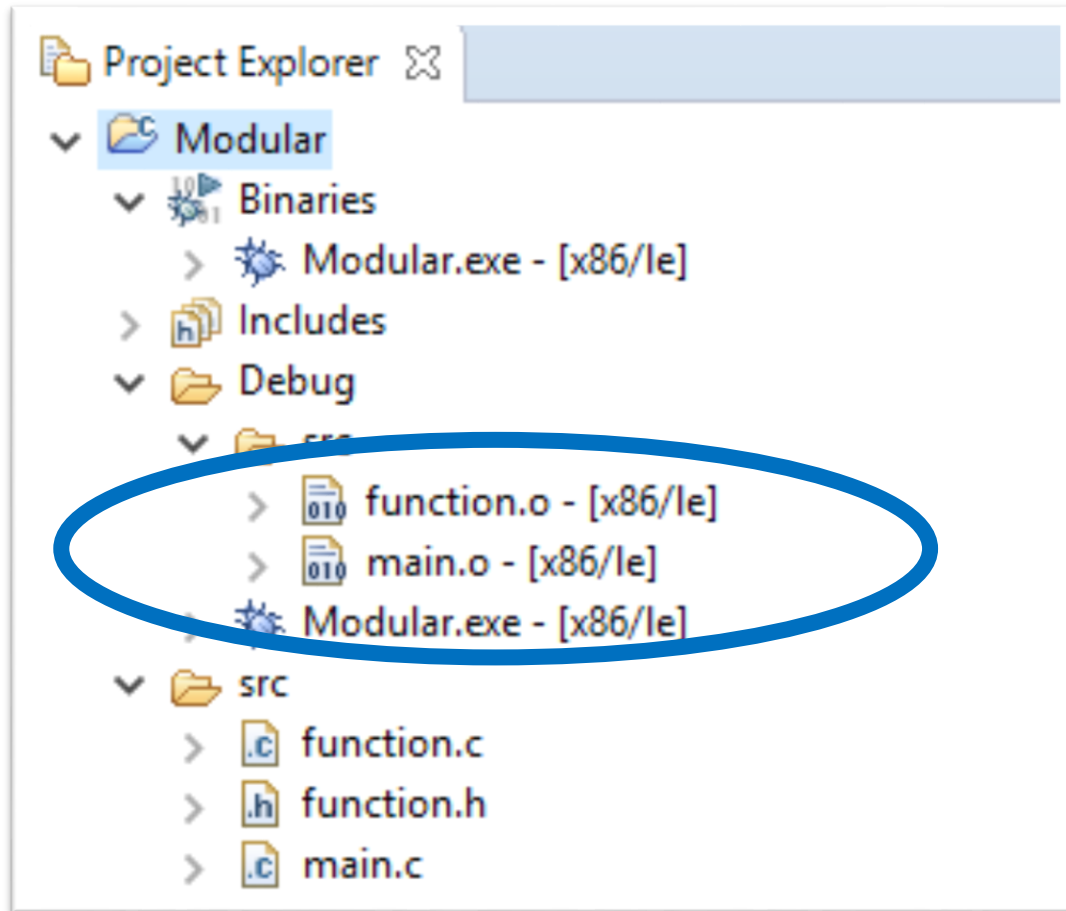 Project Explorer
Modular
Binaries
Modular.exe - [x86/le]
Includes
Debug
src
function.o - [x86/le]
main.o - [x86/le]
Modular.exe - [x86/le]
src
function.c
function.h
main.c